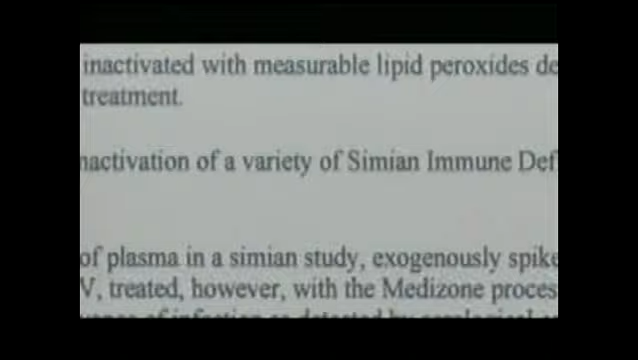 inactivated with measurable lipid peroxides de
treatment.
nactivation of a variety of Simian Immune Def
of plasma in a simian study, exogenously spike
V, treated, however, with the Medizone proces